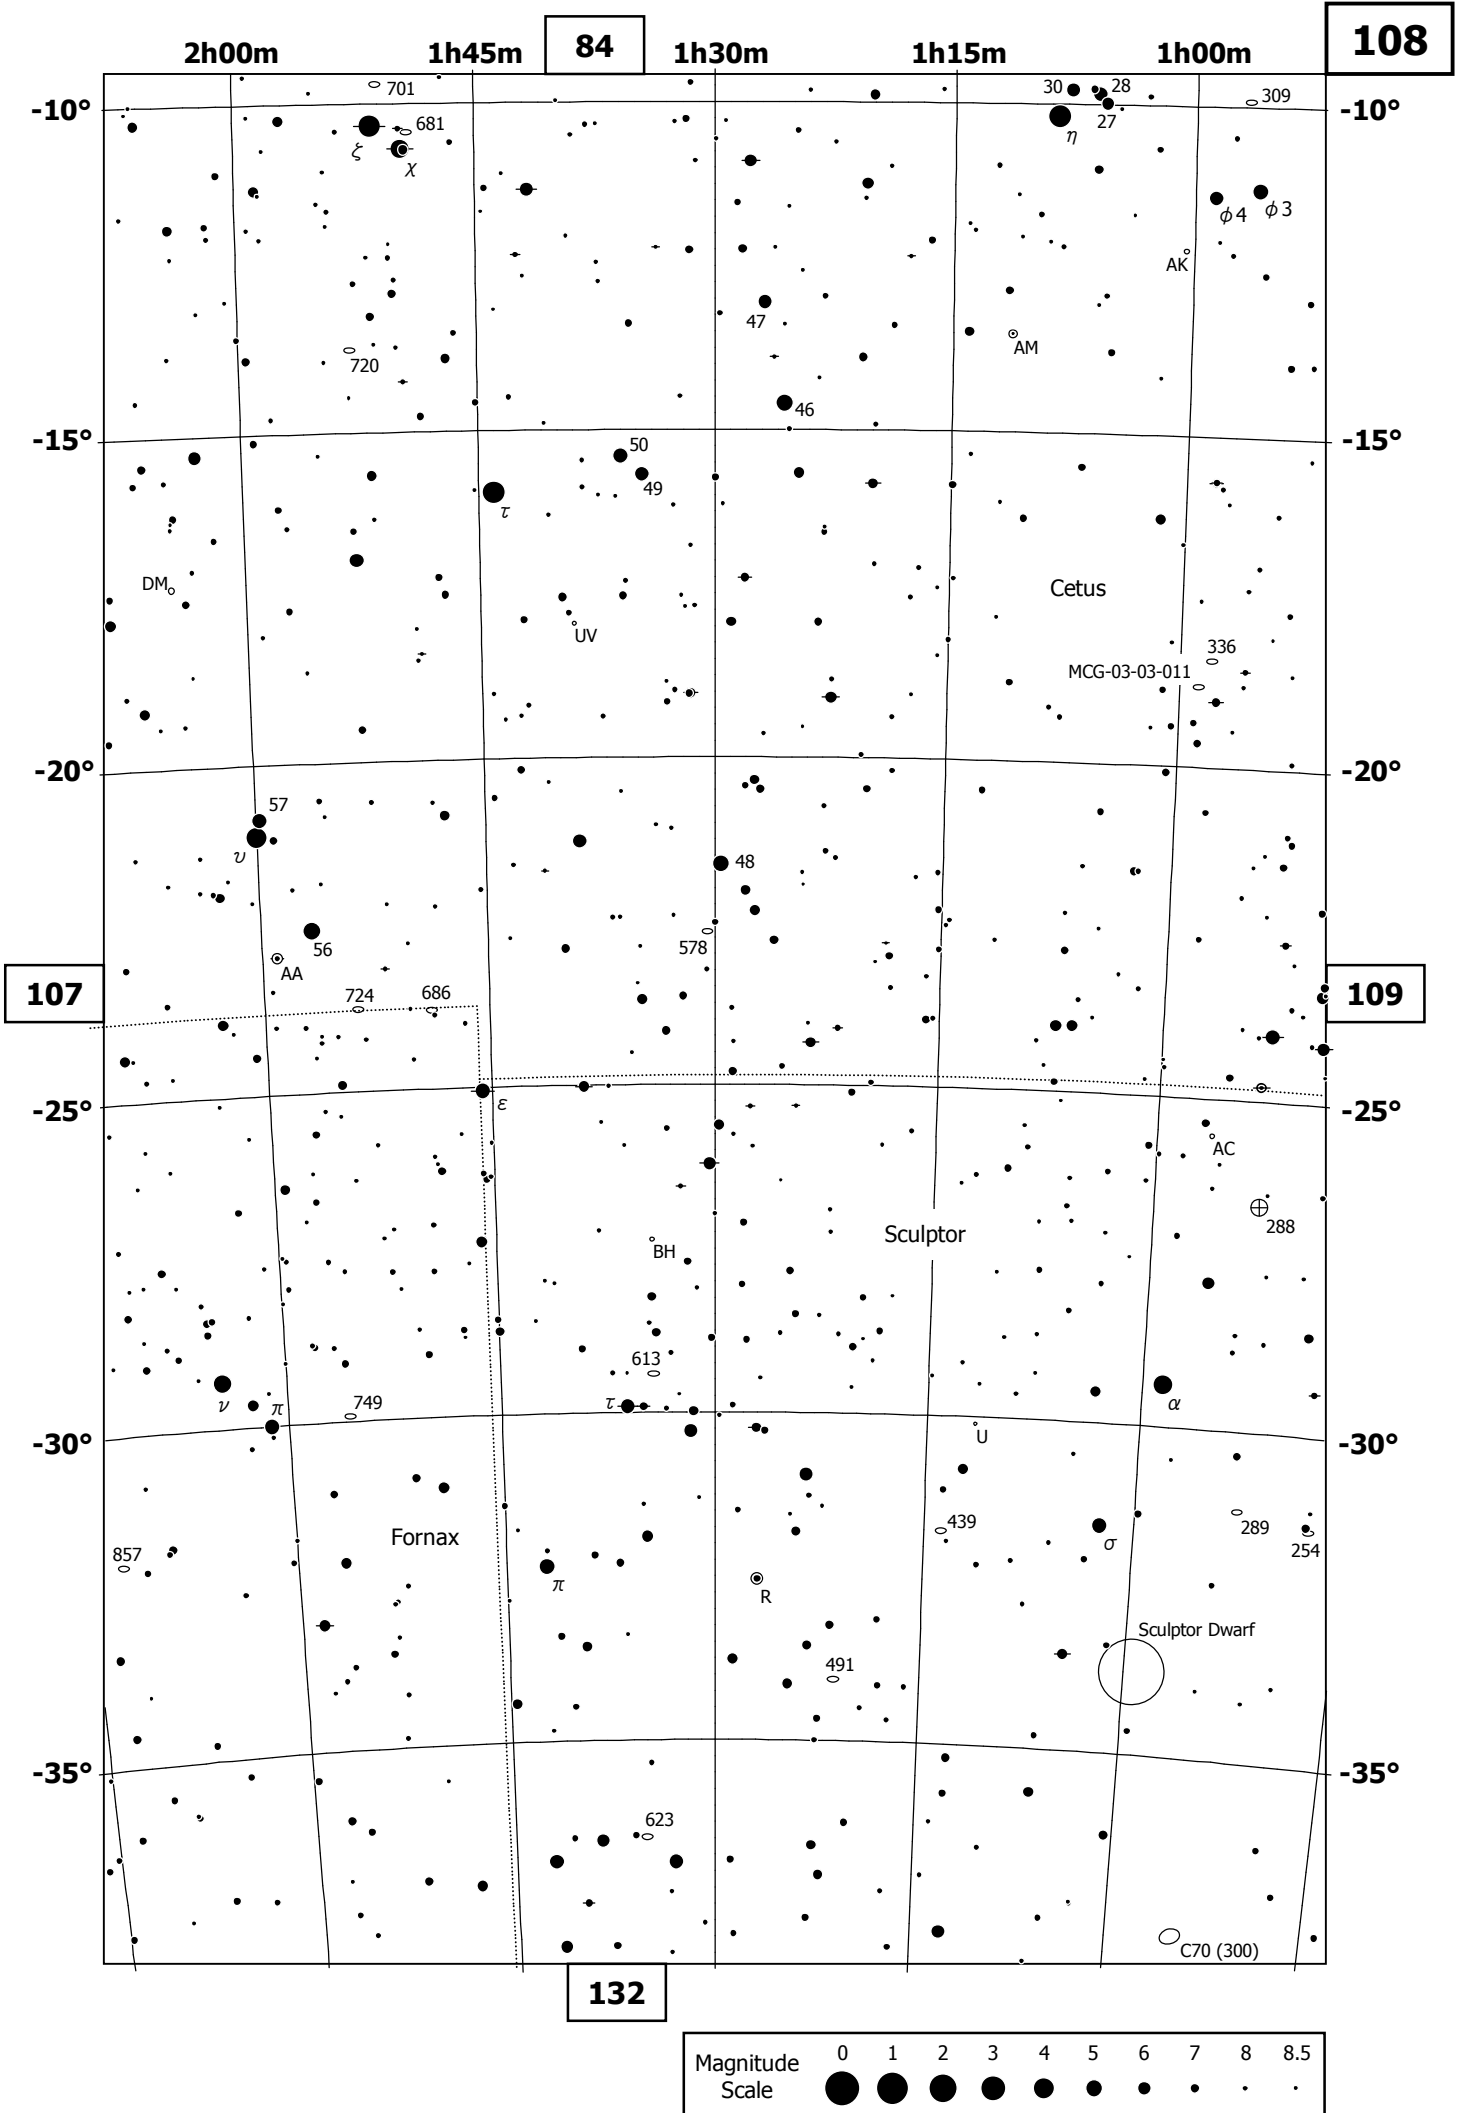 108
2h00m 1h45m 84 1h30m 1h15m 1h00m
-10° 701 30 28 309 -10°
681 27
ζ χ η
φ4 φ3
AK
47
AM
720
46
-15° 50 -15°
49
τ
DM Cetus
UV
336
MCG-03-03-011
-20° -20°
57
υ 48
56 578
AA
107 724 686 109
-25° ε -25°
AC
288
Sculptor
BH
613
ν π 749 τ α
-30° U -30°
439 289
Fornax σ 254
857 π R
Sculptor Dwarf
491
-35° -35°
623
C70 (300)
132
Magnitude Scale 0 1 2 3 4 5 6 7 8 8.5